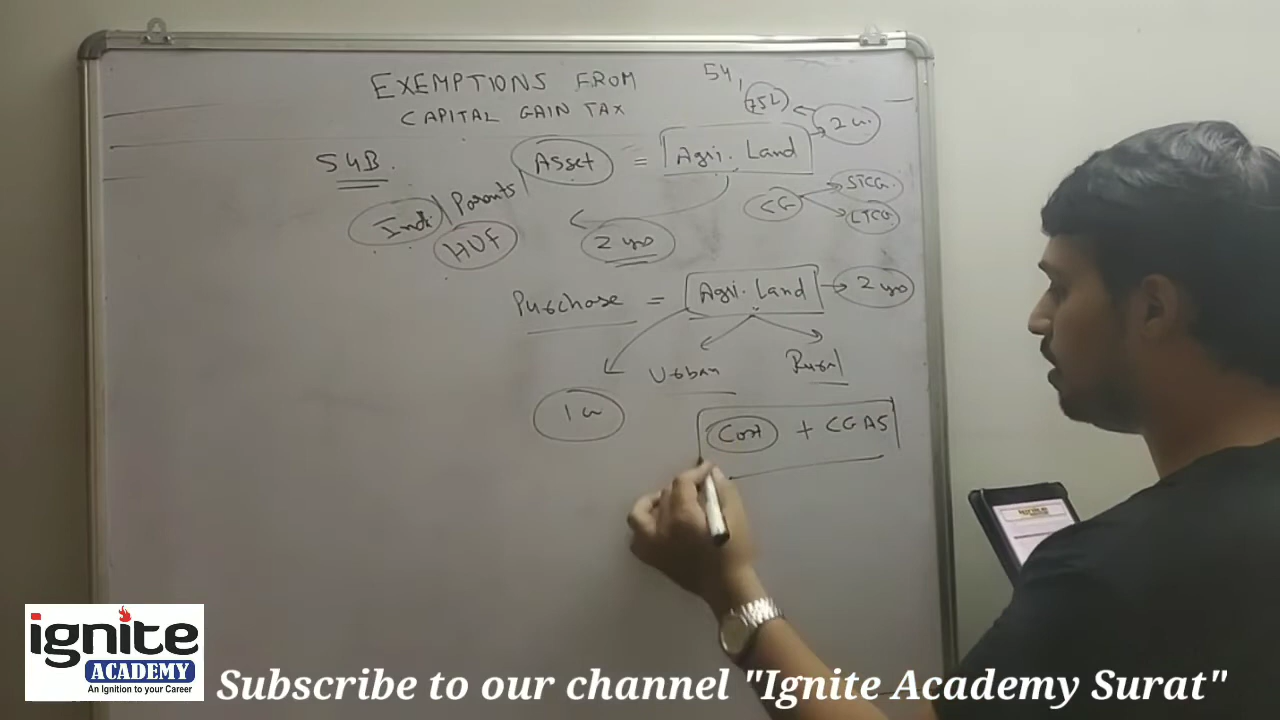 EXEMPTIONS FROM 54,
CAPITAL GAIN TAX
75L
2 cr.
54B. Asset = Agri. Land
Indi / Parents /
HUF
2 yrs
CG
STCG.
LTCG
Purchase = Agri. Land → 2 yrs
Urban Rural
1 cr
Cost + CGAS
ignite
ACADEMY
An Ignition to your Career
Subscribe to our channel "Ignite Academy Surat"